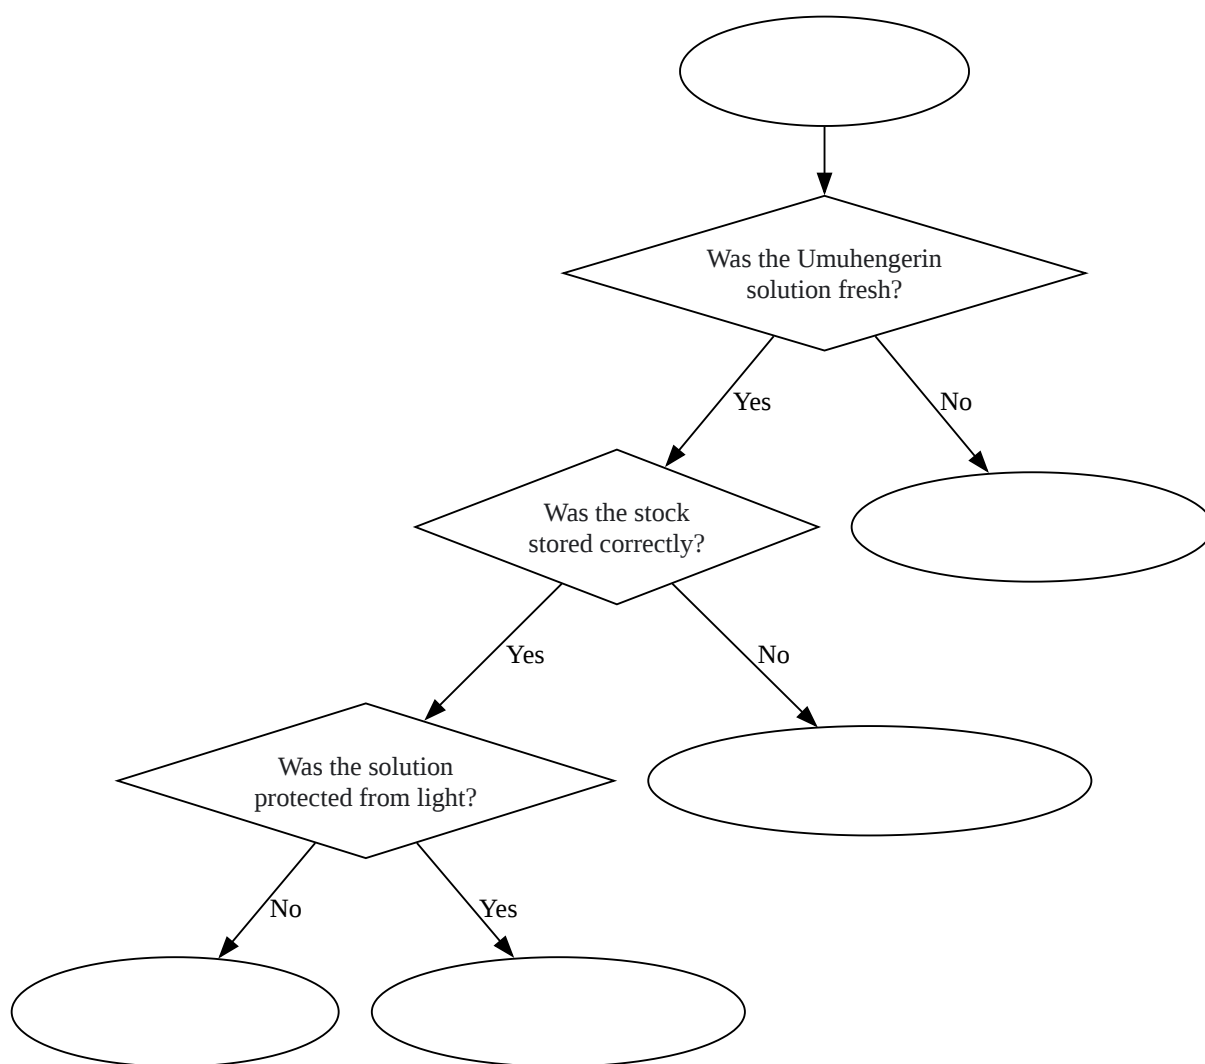 Was the Umuhengerin
solution fresh?
Yes
No
Was the stock
stored correctly?
Yes
No
Was the solution
protected from light?
No
Yes